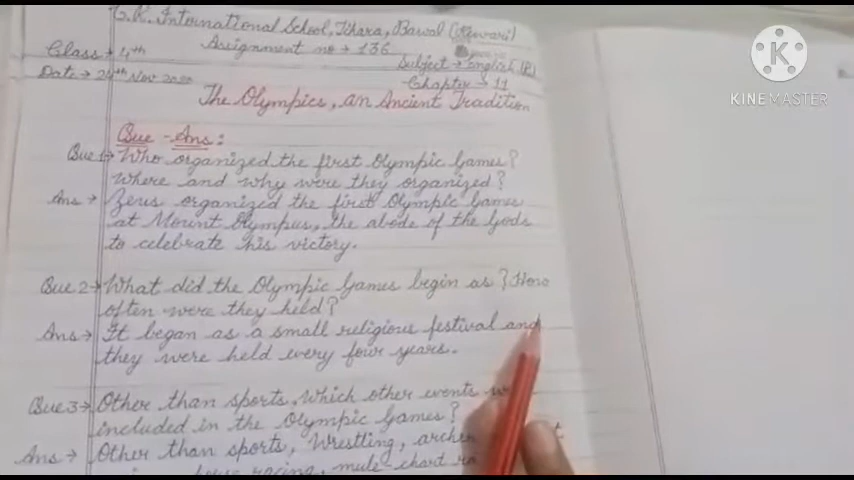 International School, Jhara, Bawal (Rewari)
Assignment no → 136
Class → 4th
Subject → English (R)
Date → 24th Nov 2020
Chapter → 11
The Olympics, an Ancient Tradition
Que - Ans:
Que 1→ Who organized the first Olympic Games?
Where and why were they organized?
Ans → Zeus organized the first Olympic Games
at Mount Olympus, the abode of the Gods
to celebrate his victory.
Que 2→ What did the Olympic Games begin as? How
often were they held?
Ans → It began as a small religious festival and
they were held every four years.
Que 3→ Other than sports, which other events
included in the Olympic Games?
Ans → Other than sports, Wrestling,
racing, mule-chart
KINEMASTER